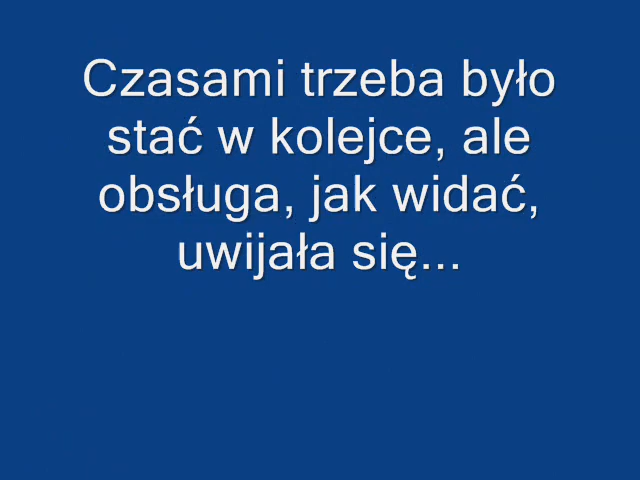 Czasami trzeba było
stać w kolejce, ale
obsługa, jak widać,
uwijała się...